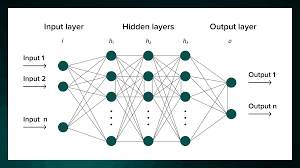 Input layer
Hidden layers
Output layer
i
h₁
h₂
h₃
o
Input 1
Input 2
Input n
Output 1
Output n